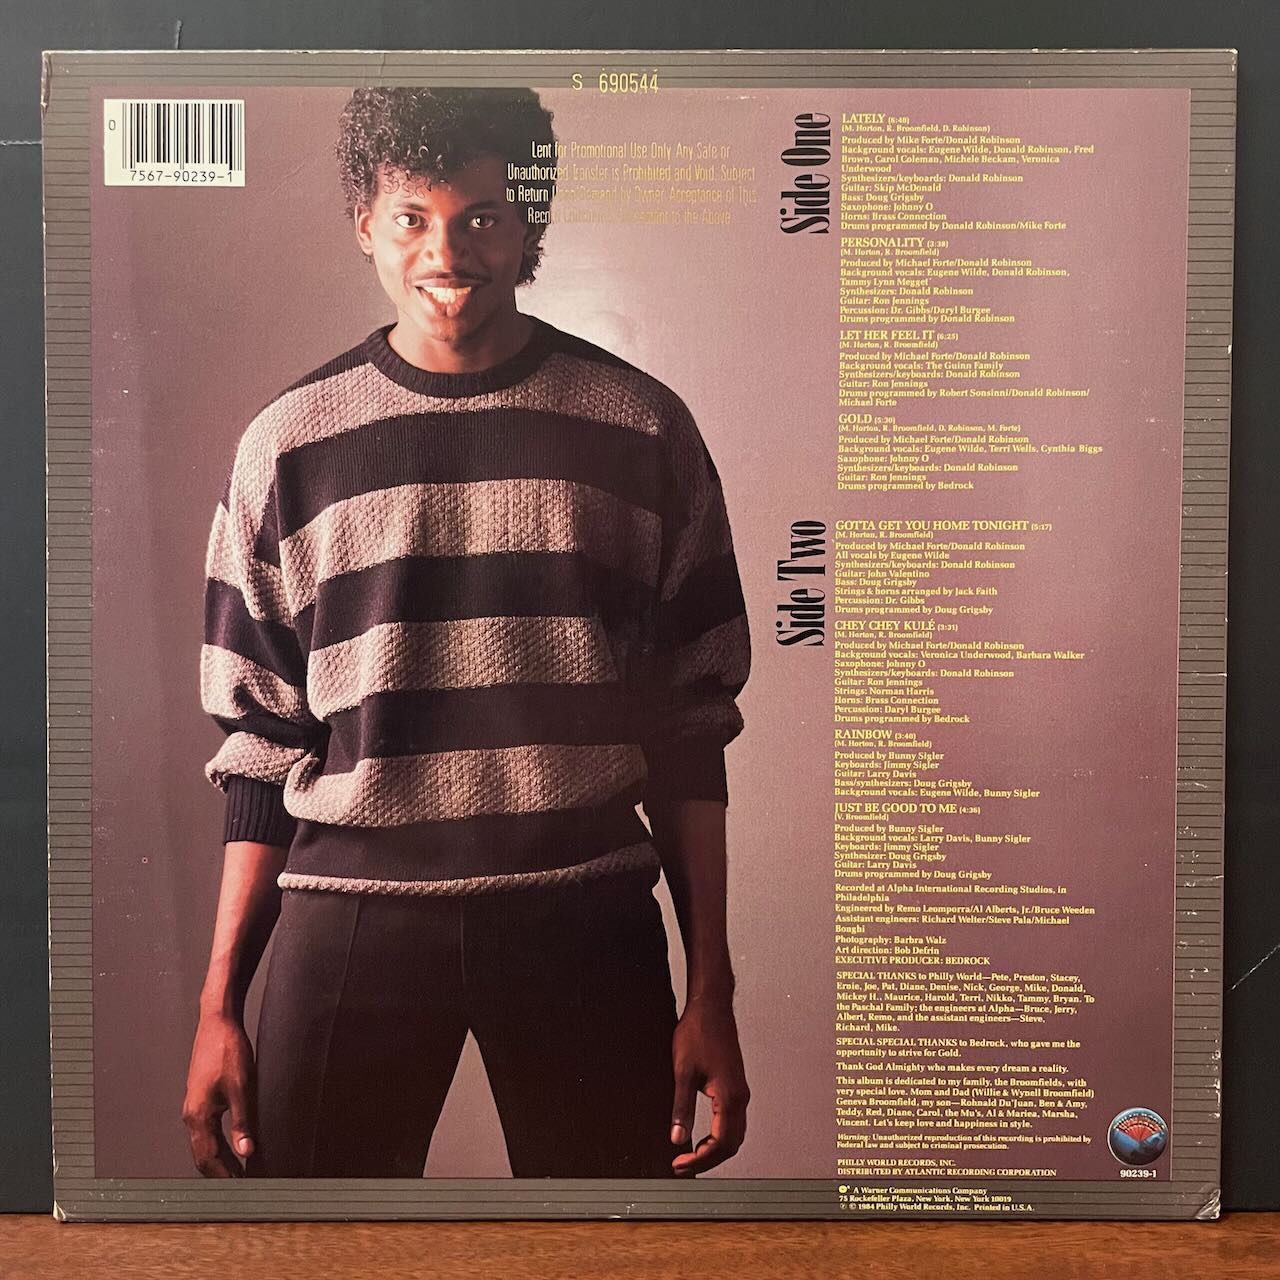 S 690544
0
7567-90239-1
Lent for Promotional Use Only Any Sale or
Unauthorized Transfer is Prohibited and Void. Subject
to Return Upon Demand by Owner. Acceptance of This
Record to the Above.
Side One
LATELY (6:48)
(M. Horton, R. Broomfield, D. Robinson)
Produced by Mike Forte/Donald Robinson
Background vocals: Eugene Wilde, Donald Robinson, Fred
Brown, Carol Coleman, Michele Beckam, Veronica
Underwood
Synthesizers/keyboards: Donald Robinson
Guitar: Skip McDonald
Bass: Doug Grigsby
Saxophone: Johnny O
Horns: Brass Connection
Drums programmed by Donald Robinson/Mike Forte
PERSONALITY (3:38)
(M. Horton, R. Broomfield)
Produced by Michael Forte/Donald Robinson
Background vocals: Eugene Wilde, Donald Robinson,
Tammy Lynn Megget
Synthesizers: Donald Robinson
Guitar: Ron Jennings
Percussion: Dr. Gibbs/Daryl Burgee
Drums programmed by Donald Robinson
LET HER FEEL IT (6:25)
(M. Horton, R. Broomfield)
Produced by Michael Forte/Donald Robinson
Background vocals: The Guinn Family
Synthesizers/keyboards: Donald Robinson
Guitar: Ron Jennings
Drums programmed by Robert Sonsinni/Donald Robinson/
Michael Forte
GOLD (5:30)
(M. Horton, R. Broomfield, D. Robinson, M. Forte)
Produced by Michael Forte/Donald Robinson
Background vocals: Eugene Wilde, Terri Wells, Cynthia Biggs
Saxophone: Johnny O
Synthesizers/keyboards: Donald Robinson
Guitar: Ron Jennings
Drums programmed by Bedrock
Side Two
GOTTA GET YOU HOME TONIGHT (5:17)
(M. Horton, R. Broomfield)
Produced by Michael Forte/Donald Robinson
All vocals by Eugene Wilde
Synthesizers/keyboards: Donald Robinson
Guitar: John Valentino
Bass: Doug Grigsby
Strings & horns arranged by Jack Faith
Percussion: Dr. Gibbs
Drums programmed by Doug Grigsby
CHEY CHEY KULÉ (3:31)
(M. Horton, R. Broomfield)
Produced by Michael Forte/Donald Robinson
Background vocals: Veronica Underwood, Barbara Walker
Saxophone: Johnny O
Synthesizers/keyboards: Donald Robinson
Guitar: Ron Jennings
Strings: Norman Harris
Horns: Brass Connection
Percussion: Daryl Burgee
Drums programmed by Bedrock
RAINBOW (3:40)
(M. Horton, R. Broomfield)
Produced by Bunny Sigler
Keyboards: Jimmy Sigler
Guitar: Larry Davis
Bass/synthesizers: Doug Grigsby
Background vocals: Eugene Wilde, Bunny Sigler
JUST BE GOOD TO ME (4:36)
(V. Broomfield)
Produced by Bunny Sigler
Background vocals: Larry Davis, Bunny Sigler
Keyboards: Jimmy Sigler
Synthesizer: Doug Grigsby
Guitar: Larry Davis
Drums programmed by Doug Grigsby
Recorded at Alpha International Recording Studios, in
Philadelphia
Engineered by Remo Leomporra/Al Alberts, Jr./Bruce Weeden
Assistant engineers: Richard Welter/Steve Pala/Michael
Bonghi
Photography: Barbra Walz
Art direction: Bob Defrin
EXECUTIVE PRODUCER: BEDROCK
SPECIAL THANKS to Philly World—Pete, Preston, Stacey,
Ernie, Joe, Pat, Diane, Denise, Nick, George, Mike, Donald,
Mickey H., Maurice, Harold, Terri, Nikko, Tammy, Bryan. To
the Paschal Family; the engineers at Alpha—Bruce, Jerry,
Albert, Remo, and the assistant engineers—Steve,
Richard, Mike.
SPECIAL SPECIAL THANKS to Bedrock, who gave me the
opportunity to strive for Gold.
Thank God Almighty who makes every dream a reality.
This album is dedicated to my family, the Broomfields, with
very special love. Mom and Dad (Willie & Wynell Broomfield)
Geneva Broomfield, my son—Rohnald Du'Juan, Ben & Amy,
Teddy, Red, Diane, Carol, the Mu's, Al & Mariea, Marsha,
Vincent. Let's keep love and happiness in style.
Warning: Unauthorized reproduction of this recording is prohibited by
Federal law and subject to criminal prosecution.
PHILLY WORLD RECORDS, INC.
DISTRIBUTED BY ATLANTIC RECORDING CORPORATION
90239-1
A Warner Communications Company
75 Rockefeller Plaza, New York, New York 10019
℗ © 1984 Philly World Records, Inc. Printed in U.S.A.